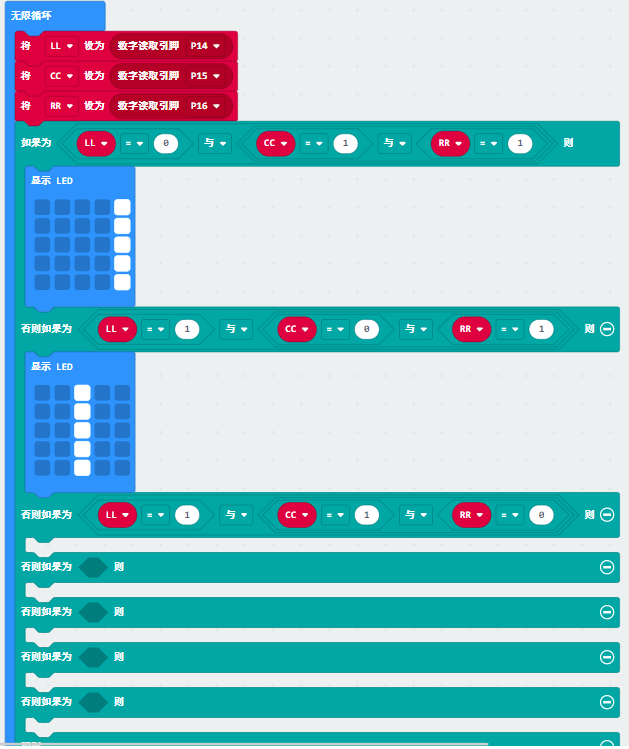 无限循环
将 LL 设为 数字读取引脚 P14
将 CC 设为 数字读取引脚 P15
将 RR 设为 数字读取引脚 P16
如果为 LL = 0 与 CC = 1 与 RR = 1 则
显示 LED
否则如果为 LL = 1 与 CC = 0 与 RR = 1 则
显示 LED
否则如果为 LL = 1 与 CC = 1 与 RR = 0 则
否则如果为 则
否则如果为 则
否则如果为 则
否则如果为 则